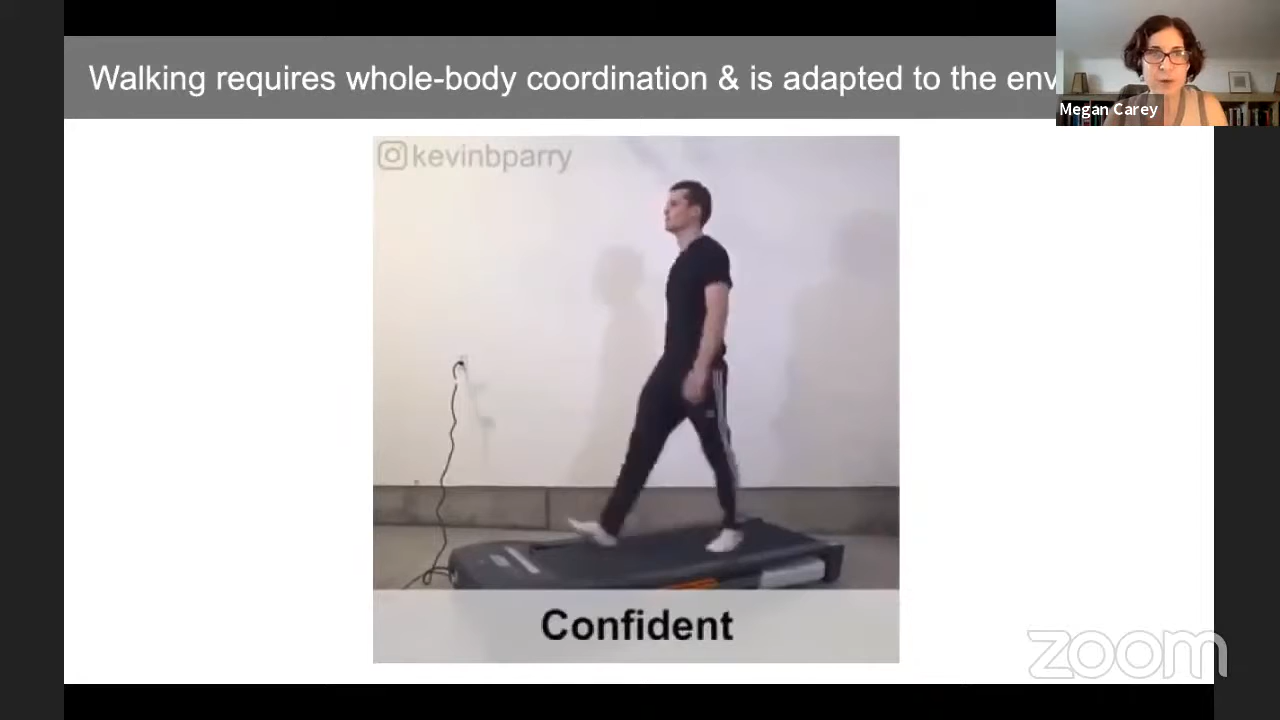 Walking requires whole-body coordination & is adapted to the env
Megan Carey
kevinbparry
Confident
zoom